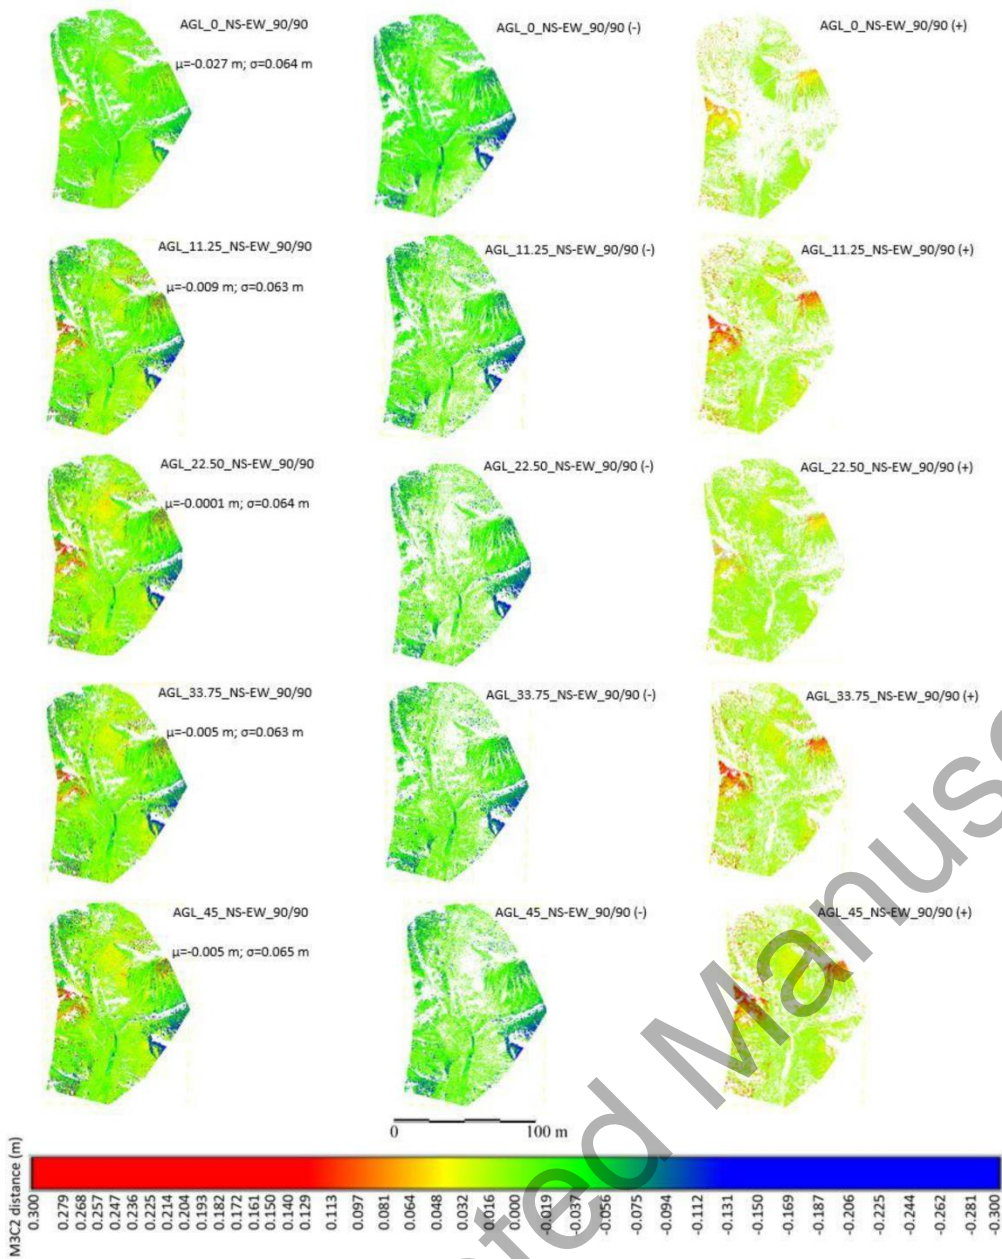 AGL_0_NS-EW_90/90
AGL_0_NS-EW_90/90 (-)
AGL_0_NS-EW_90/90 (+)
μ=-0.027 m; σ=0.064 m
AGL_11.25_NS-EW_90/90
AGL_11.25_NS-EW_90/90 (-)
AGL_11.25_NS-EW_90/90 (+)
μ=-0.009 m; σ=0.063 m
AGL_22.50_NS-EW_90/90
AGL_22.50_NS-EW_90/90 (-)
AGL_22.50_NS-EW_90/90 (+)
μ=-0.0001 m; σ=0.064 m
AGL_33.75_NS-EW_90/90
AGL_33.75_NS-EW_90/90 (-)
AGL_33.75_NS-EW_90/90 (+)
μ=-0.005 m; σ=0.063 m
AGL_45_NS-EW_90/90
AGL_45_NS-EW_90/90 (-)
AGL_45_NS-EW_90/90 (+)
μ=-0.005 m; σ=0.065 m
0 100 m
M3C2 distance (m)
0.300
0.279
0.268
0.257
0.247
0.236
0.225
0.214
0.204
0.193
0.182
0.172
0.161
0.150
0.140
0.129
0.113
0.097
0.081
0.064
0.048
0.032
0.016
0.000
-0.019
-0.037
-0.056
-0.075
-0.094
-0.112
-0.131
-0.150
-0.169
-0.187
-0.206
-0.225
-0.244
-0.262
-0.281
-0.300
ted Manusc